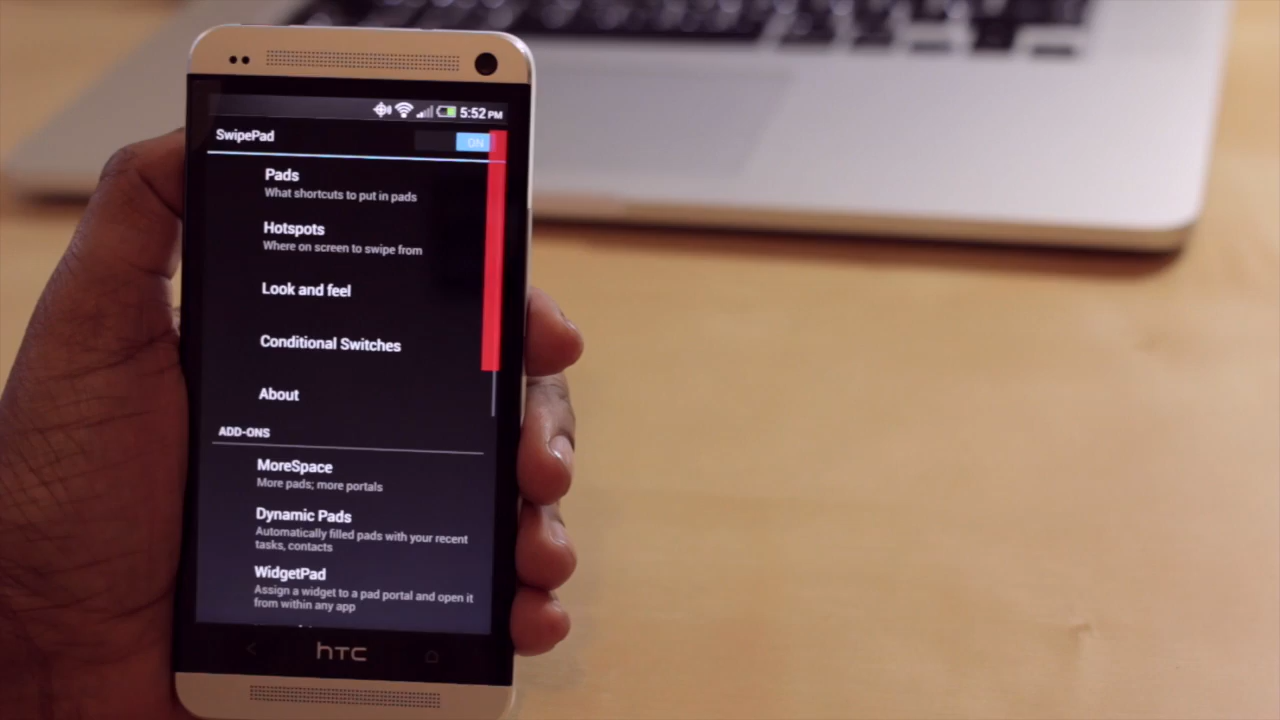 5:52 PM
SwipePad
ON
Pads
What shortcuts to put in pads
Hotspots
Where on screen to swipe from
Look and feel
Conditional Switches
About
ADD-ONS
MoreSpace
More pads; more portals
Dynamic Pads
Automatically filled pads with your recent
tasks, contacts
WidgetPad
Assign a widget to a pad portal and open it
from within any app
hTC